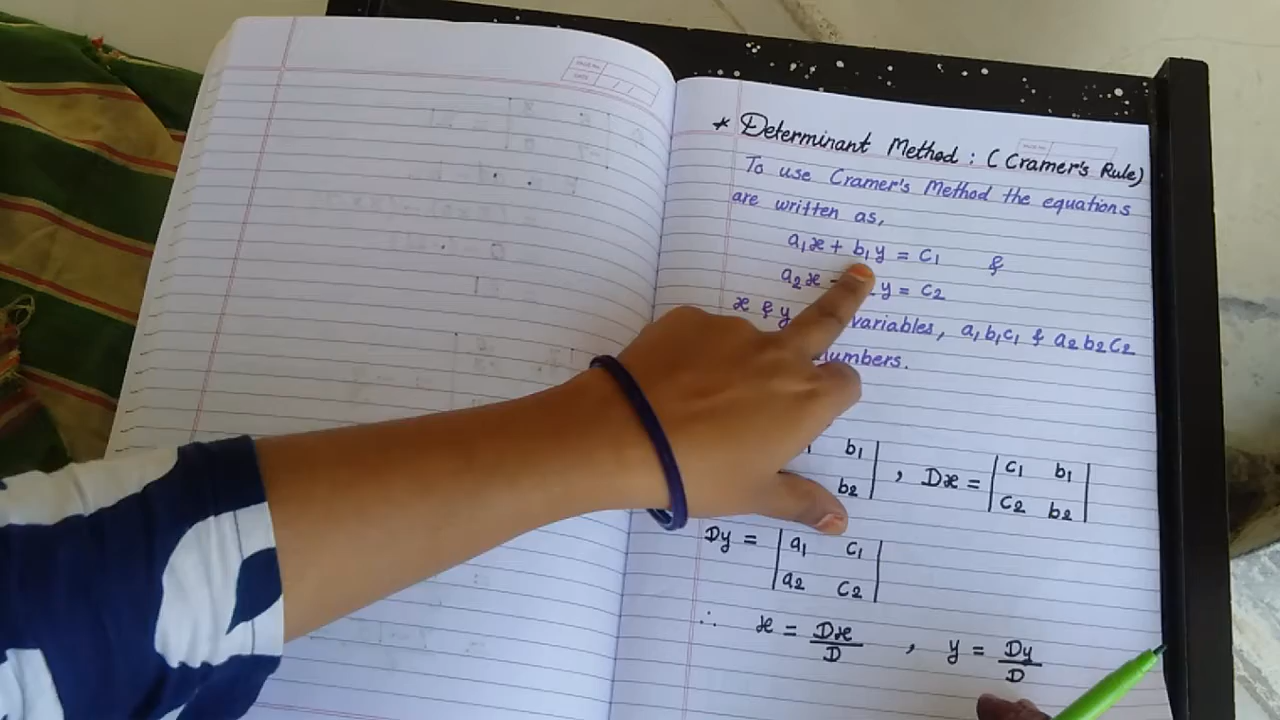 * Determinant Method : (Cramer's Rule)
To use Cramer's Method the equations
are written as,
a₁x + b₁y = c₁ &
a₂x y = c₂
x & y variables, a₁b₁c₁ & a₂b₂c₂
numbers.
b₁ | , Dx = | c₁ b₁ |
b₂ | | c₂ b₂ |
Dy = | a₁ c₁ |
| a₂ c₂ |
∴ x = Dx/D , y = Dy/D